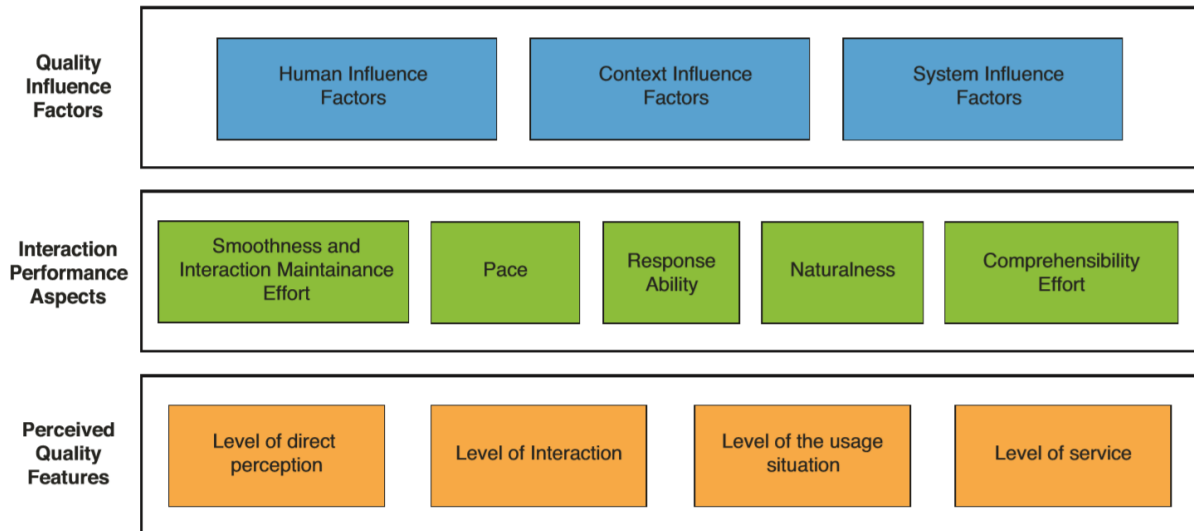 Quality
Influence
Factors
Human Influence
Factors
Context Influence
Factors
System Influence
Factors
Interaction
Performance
Aspects
Smoothness and
Interaction Maintainance
Effort
Pace
Response
Ability
Naturalness
Comprehensibility
Effort
Perceived
Quality
Features
Level of direct
perception
Level of Interaction
Level of the usage
situation
Level of service